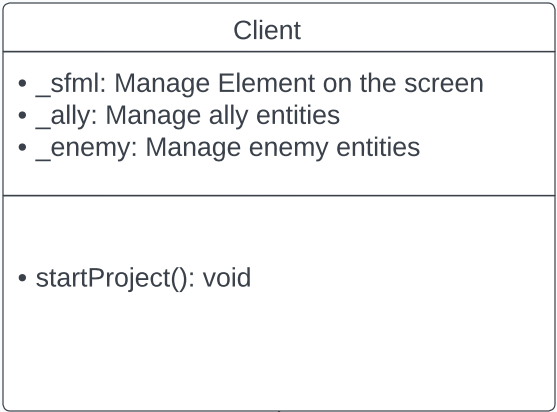 Client
• _sfml: Manage Element on the screen
• _ally: Manage ally entities
• _enemy: Manage enemy entities
• startProject(): void